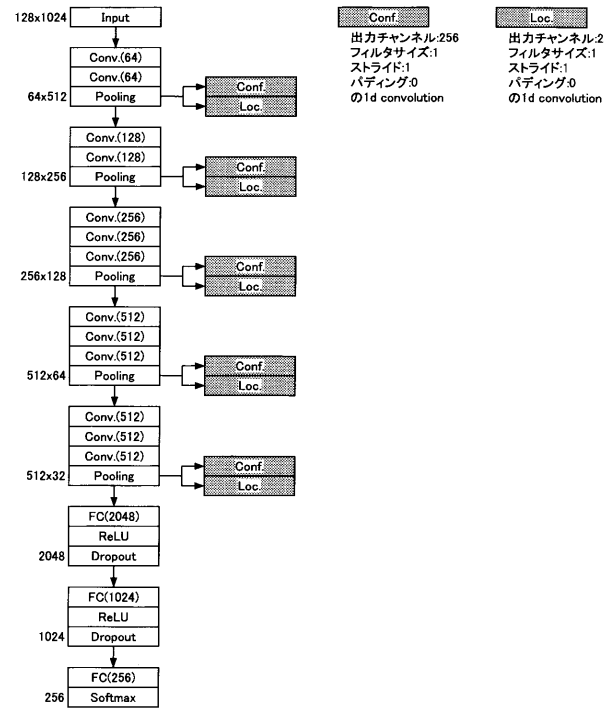 128x1024 Input
Conv.(64)
Conv.(64)
64x512 Pooling
Conf.
Loc.
Conv.(128)
Conv.(128)
128x256 Pooling
Conf.
Loc.
Conv.(256)
Conv.(256)
Conv.(256)
256x128 Pooling
Conf.
Loc.
Conv.(512)
Conv.(512)
Conv.(512)
512x64 Pooling
Conf.
Loc.
Conv.(512)
Conv.(512)
Conv.(512)
512x32 Pooling
Conf.
Loc.
FC(2048)
ReLU
2048 Dropout
FC(1024)
ReLU
1024 Dropout
FC(256)
256 Softmax
Conf.
出力チャンネル:256
フィルタサイズ:1
ストライド:1
パディング:0
の1d convolution
Loc.
出力チャンネル:2
フィルタサイズ:1
ストライド:1
パディング:0
の1d convolution